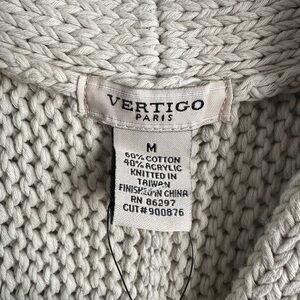 VERTIGO
PARIS
M
60% COTTON
40% ACRYLIC
KNITTED IN
TAIWAN
FINISHED IN CHINA
RN 86297
CUT#900876